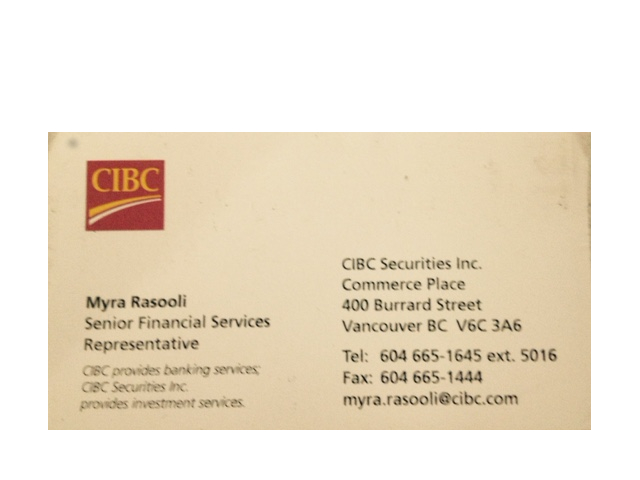 CIBC
Myra Rasooli
Senior Financial Services
Representative
CIBC provides banking services;
CIBC Securities Inc.
provides investment services.
CIBC Securities Inc.
Commerce Place
400 Burrard Street
Vancouver BC V6C 3A6
Tel: 604 665-1645 ext. 5016
Fax: 604 665-1444
myra.rasooli@cibc.com